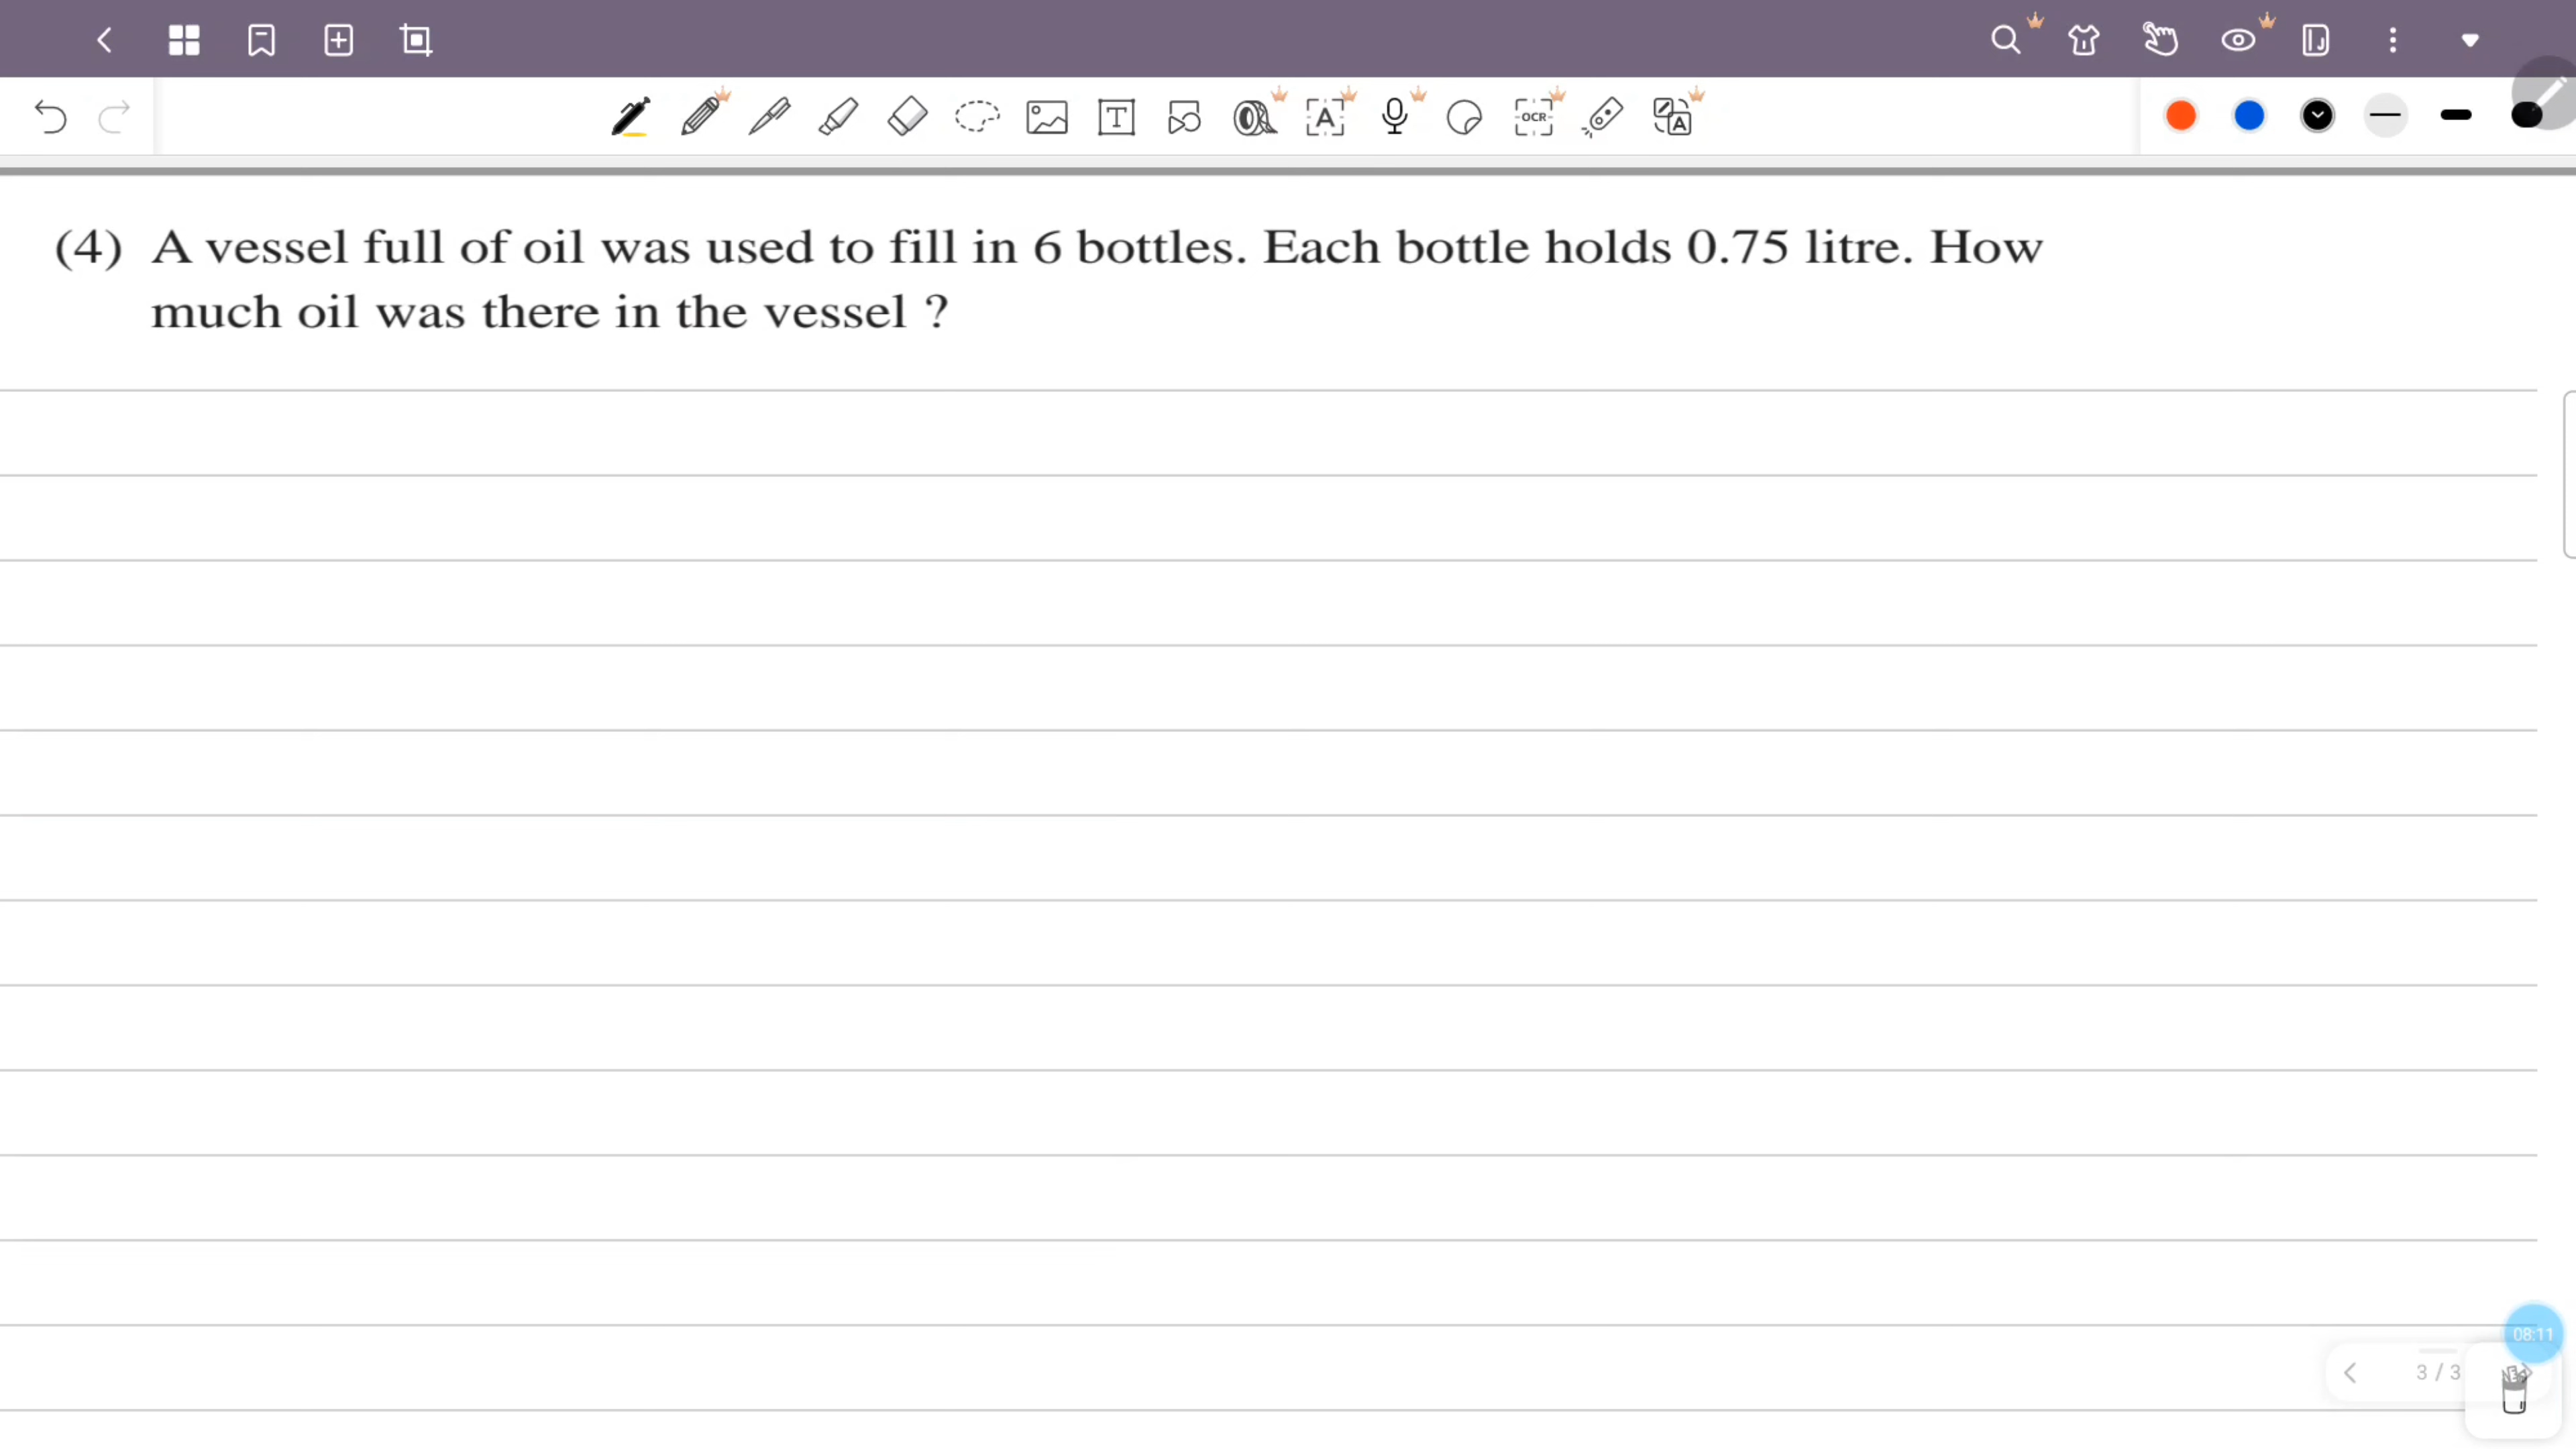 T A OCR A
(4) A vessel full of oil was used to fill in 6 bottles. Each bottle holds 0.75 litre. How
much oil was there in the vessel ?
08:11
3 / 3